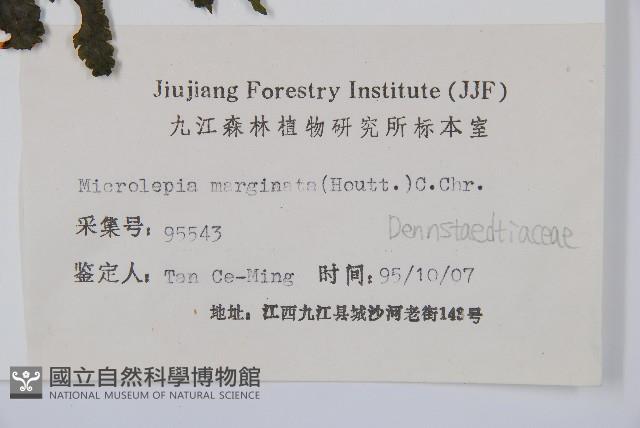 Jiujiang Forestry Institute (JJF)
九江森林植物研究所标本室
Microlepia marginata(Houtt.)C.Chr.
采集号: 95543
Dennstaedtiaceae
鉴定人: Tan Ce-Ming 时间: 95/10/07
地址: 江西九江县城沙河老街143号
國立自然科學博物館
NATIONAL MUSEUM OF NATURAL SCIENCE